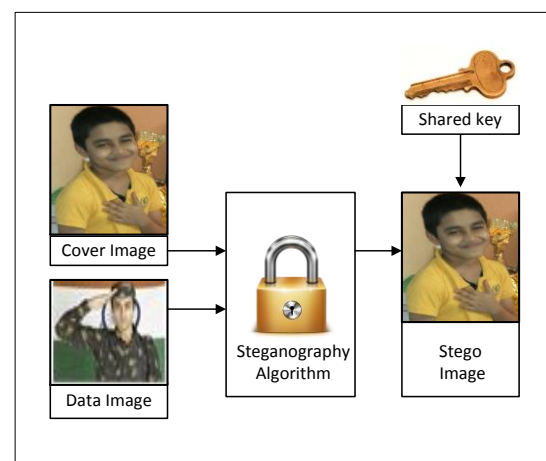 Shared key
Cover Image
Data Image
Steganography
Algorithm
Stego
Image